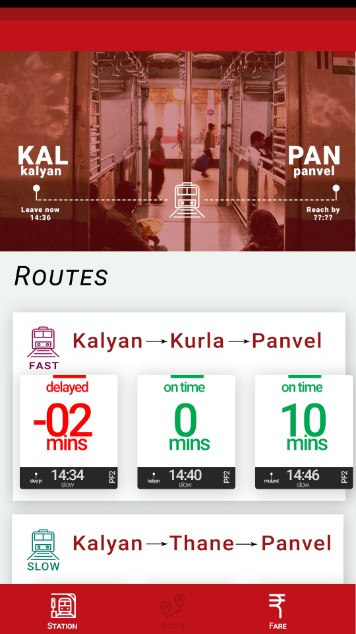 KAL
kalyan
PAN
panvel
Leave now
14:36
Reach by
??:??
ROUTES
FAST
Kalyan→Kurla→Panvel
delayed
-02
mins
14:34
slow
PF2
on time
0
mins
kalyan
14:40
slow
PF2
on time
10
mins
14:46
slow
PF2
SLOW
Kalyan→Thane→Panvel
STATION
FARE